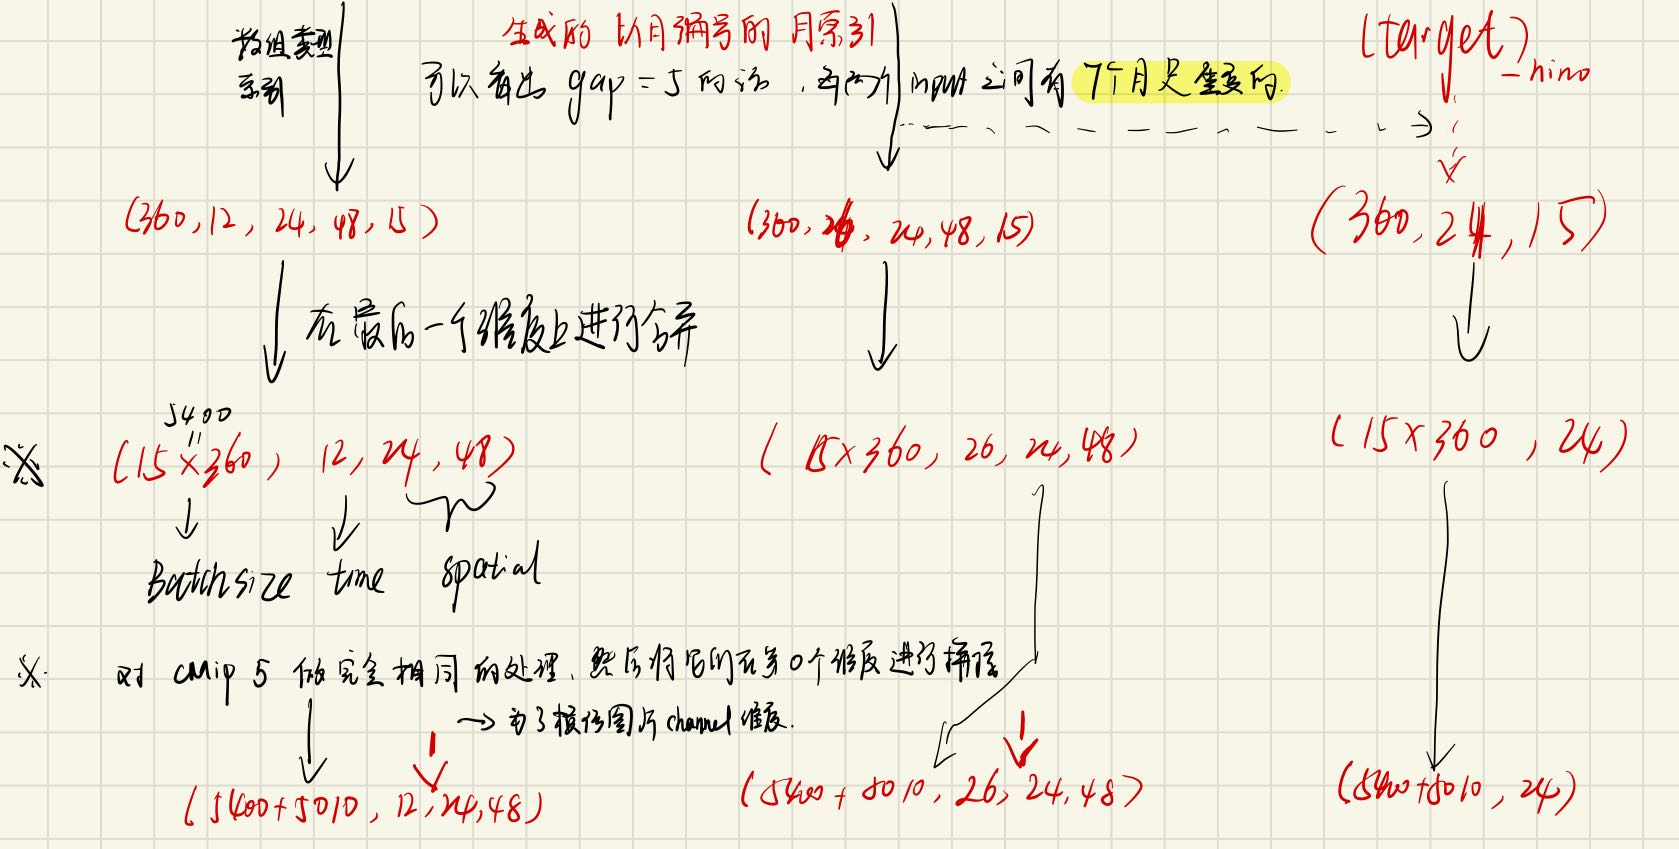 数组类型
索引
生成的 以月编号的 月索引
可以看出 gap = 5 的话, 每两个 input 之间有 7个月是重复的.
(target)
- nino
(360, 12, 24, 48, 15)
(360, 26, 24, 48, 15)
(360, 24, 15)
在最后一个维度上进行合并
5400
"
※ (15×360, 12, 24, 48)
(15×360, 26, 24, 48)
(15×360, 24)
Batchsize time spatial
※. 对 CMip 5 做完全相同的处理, 然后将它们在第0个维度进行拼接
→ 为了模仿图片 channel 维度.
(5400+5010, 12, 24, 48)
(5400+5010, 26, 24, 48)
(5400+5010, 24)